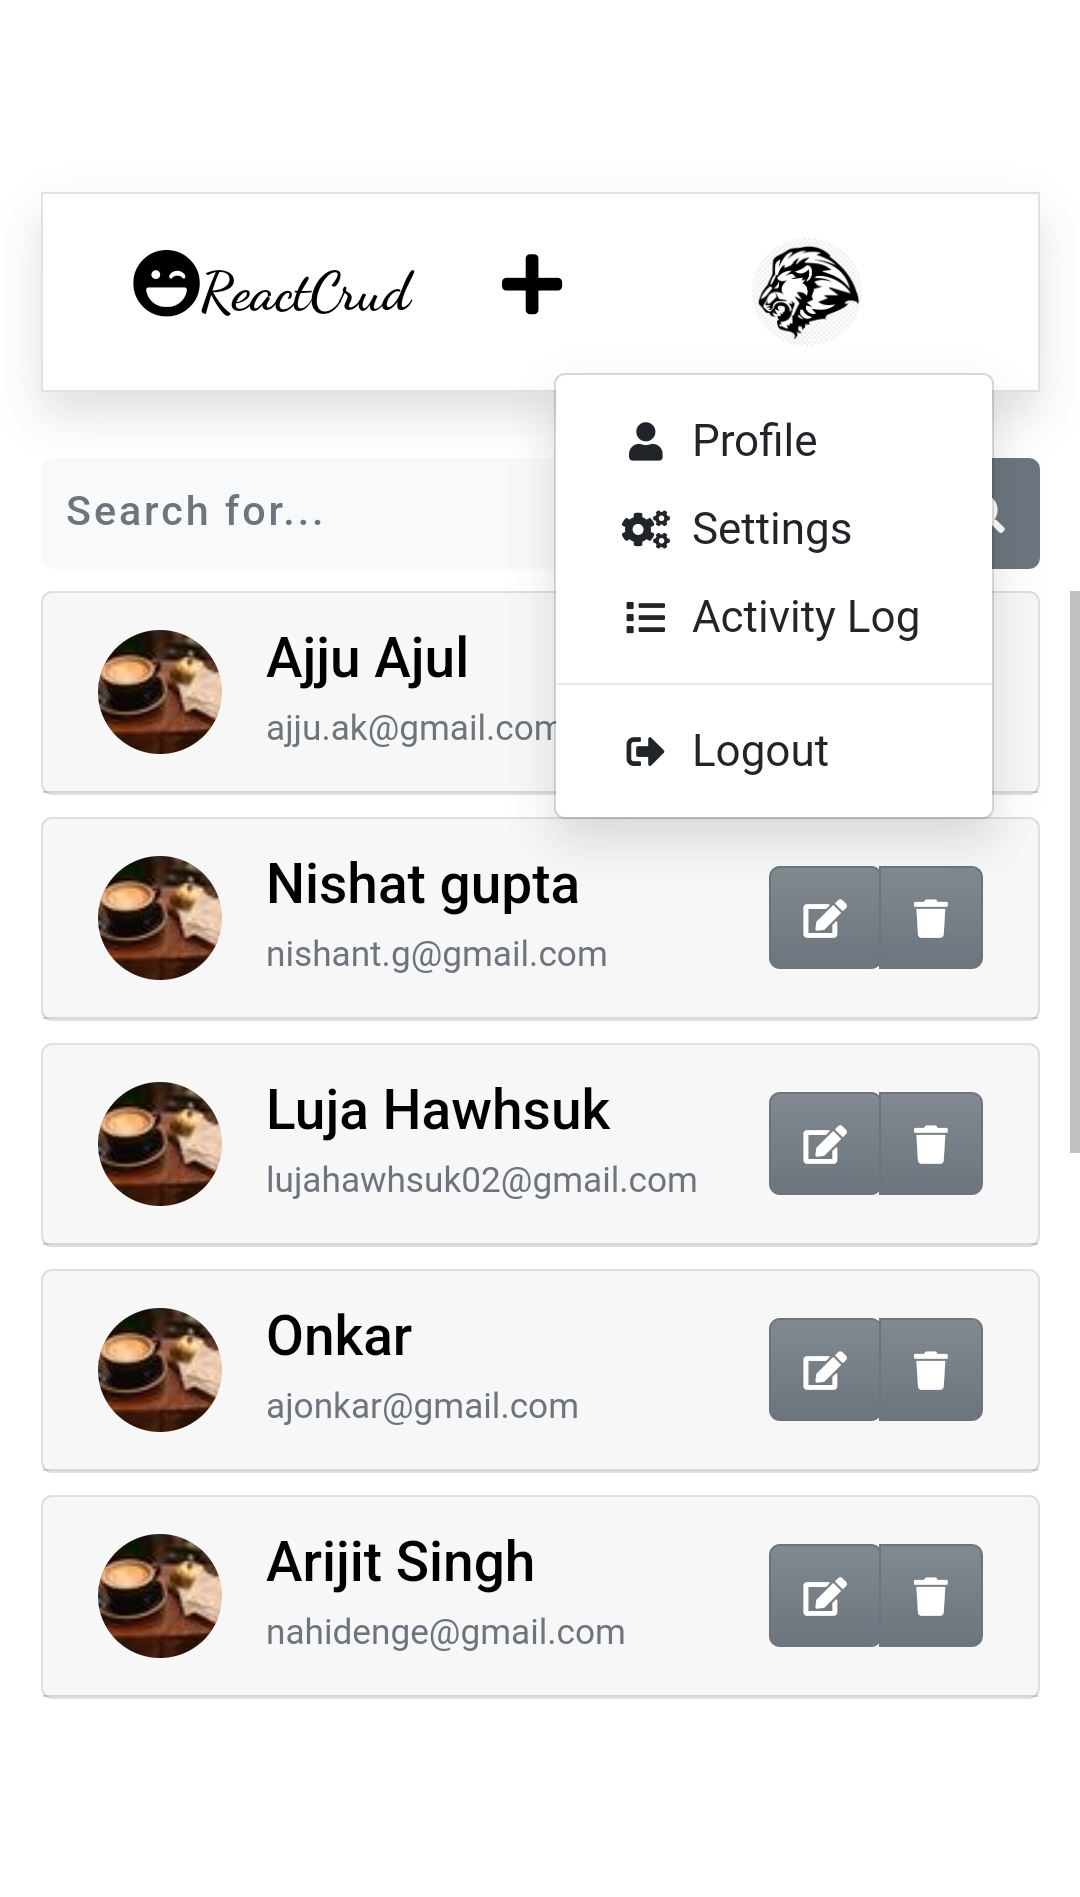 ReactCrud
Profile
Settings
Activity Log
Logout
Search for...
Ajju Ajul
ajju.ak@gmail.com
Nishat gupta
nishant.g@gmail.com
Luja Hawhsuk
lujahawhsuk02@gmail.com
Onkar
ajonkar@gmail.com
Arijit Singh
nahidenge@gmail.com